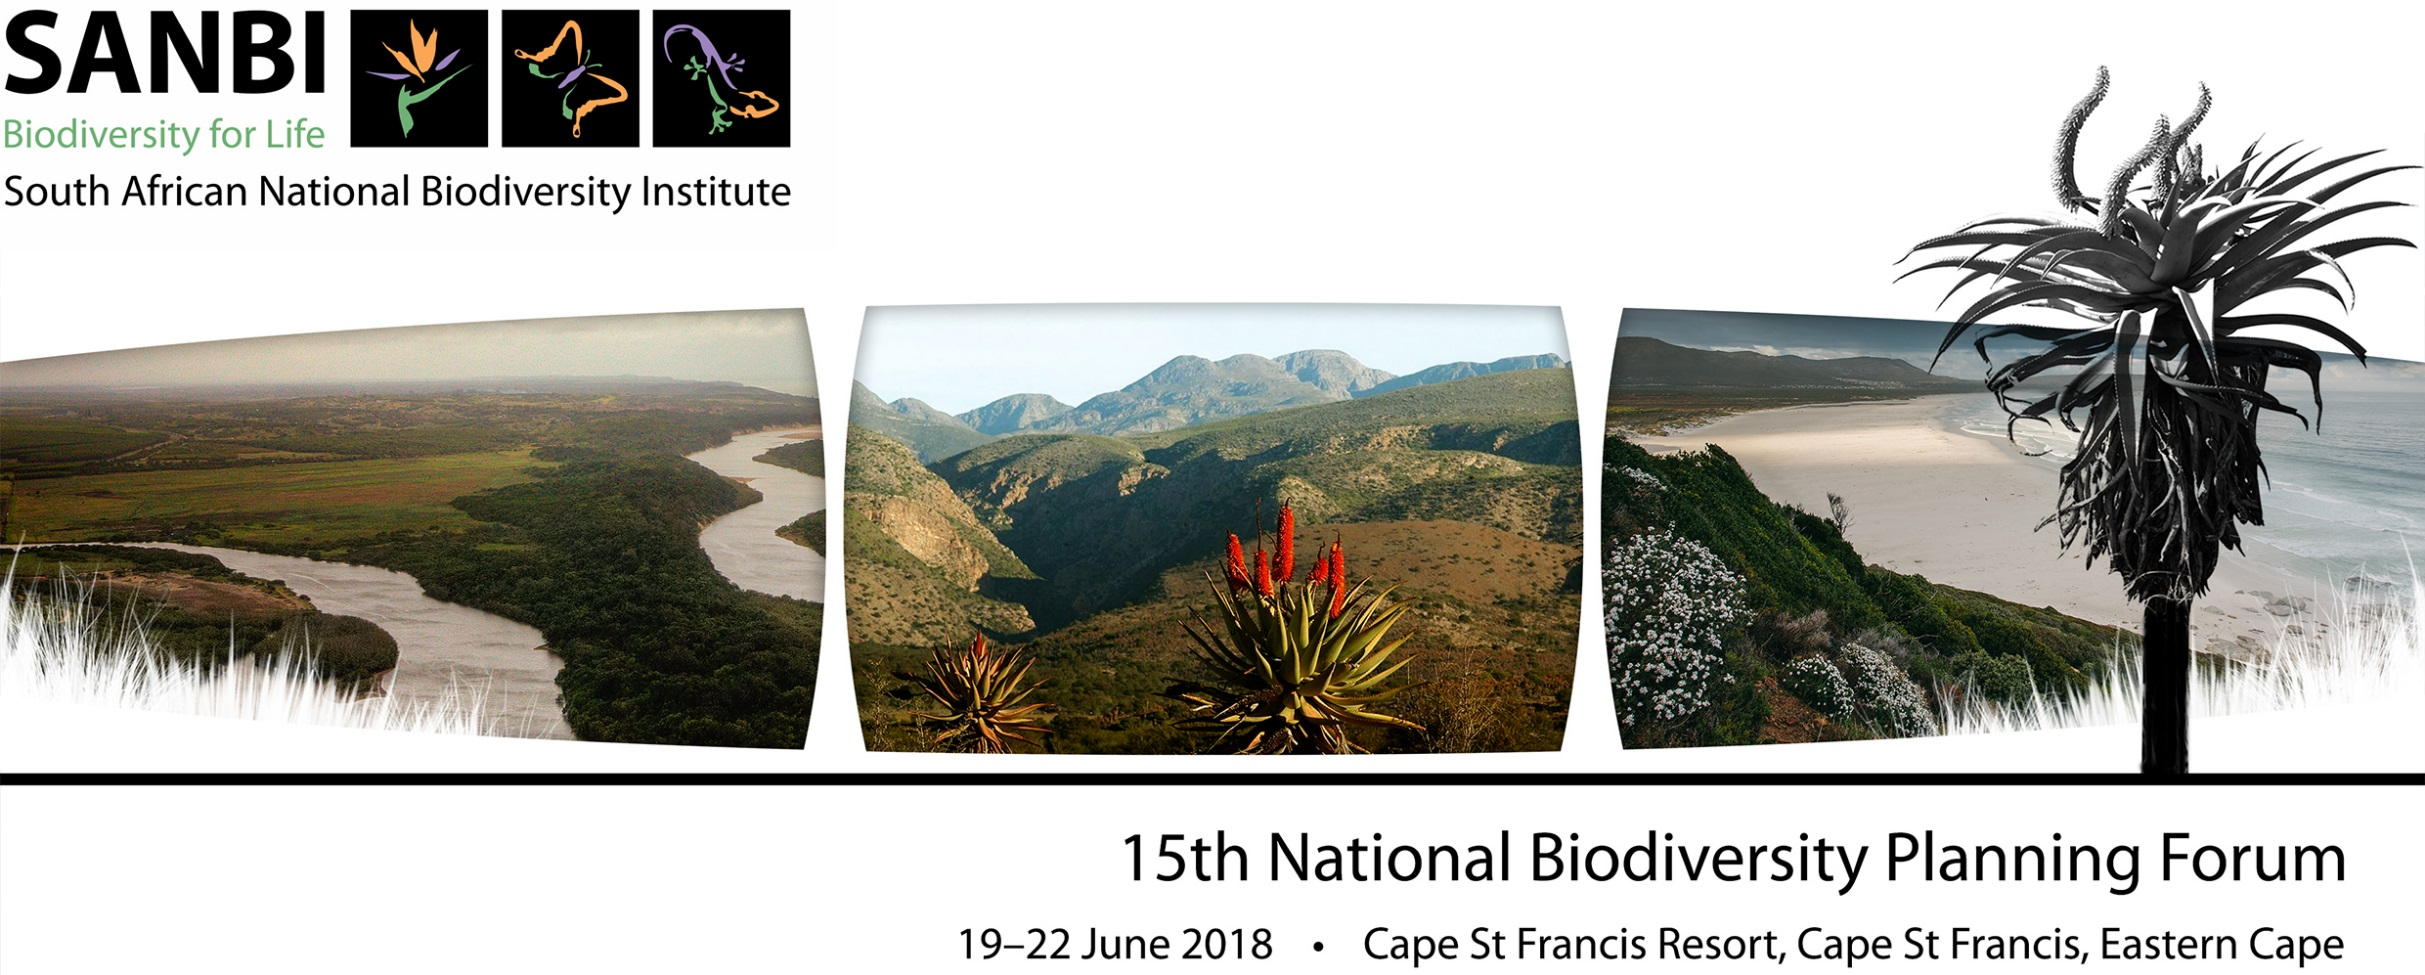 SANBI
Biodiversity for Life
South African National Biodiversity Institute
15th National Biodiversity Planning Forum
19–22 June 2018 • Cape St Francis Resort, Cape St Francis, Eastern Cape